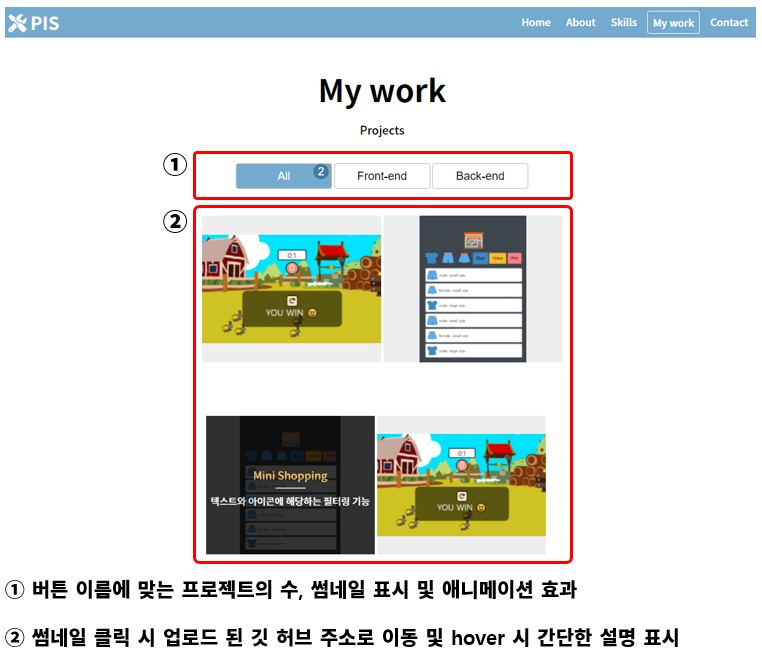 PIS
Home About Skills My work Contact
My work
Projects
①
All 2 Front-end Back-end
②
0:1
YOU WIN 😆
Blue Yellow Pink
male, small size
female, small size
male, large size
male, small size
female, small size
male, large size
Mini Shopping
텍스트와 아이콘에 해당하는 필터링 기능
0:1
YOU WIN 😆
① 버튼 이름에 맞는 프로젝트의 수, 썸네일 표시 및 애니메이션 효과
② 썸네일 클릭 시 업로드 된 깃 허브 주소로 이동 및 hover 시 간단한 설명 표시